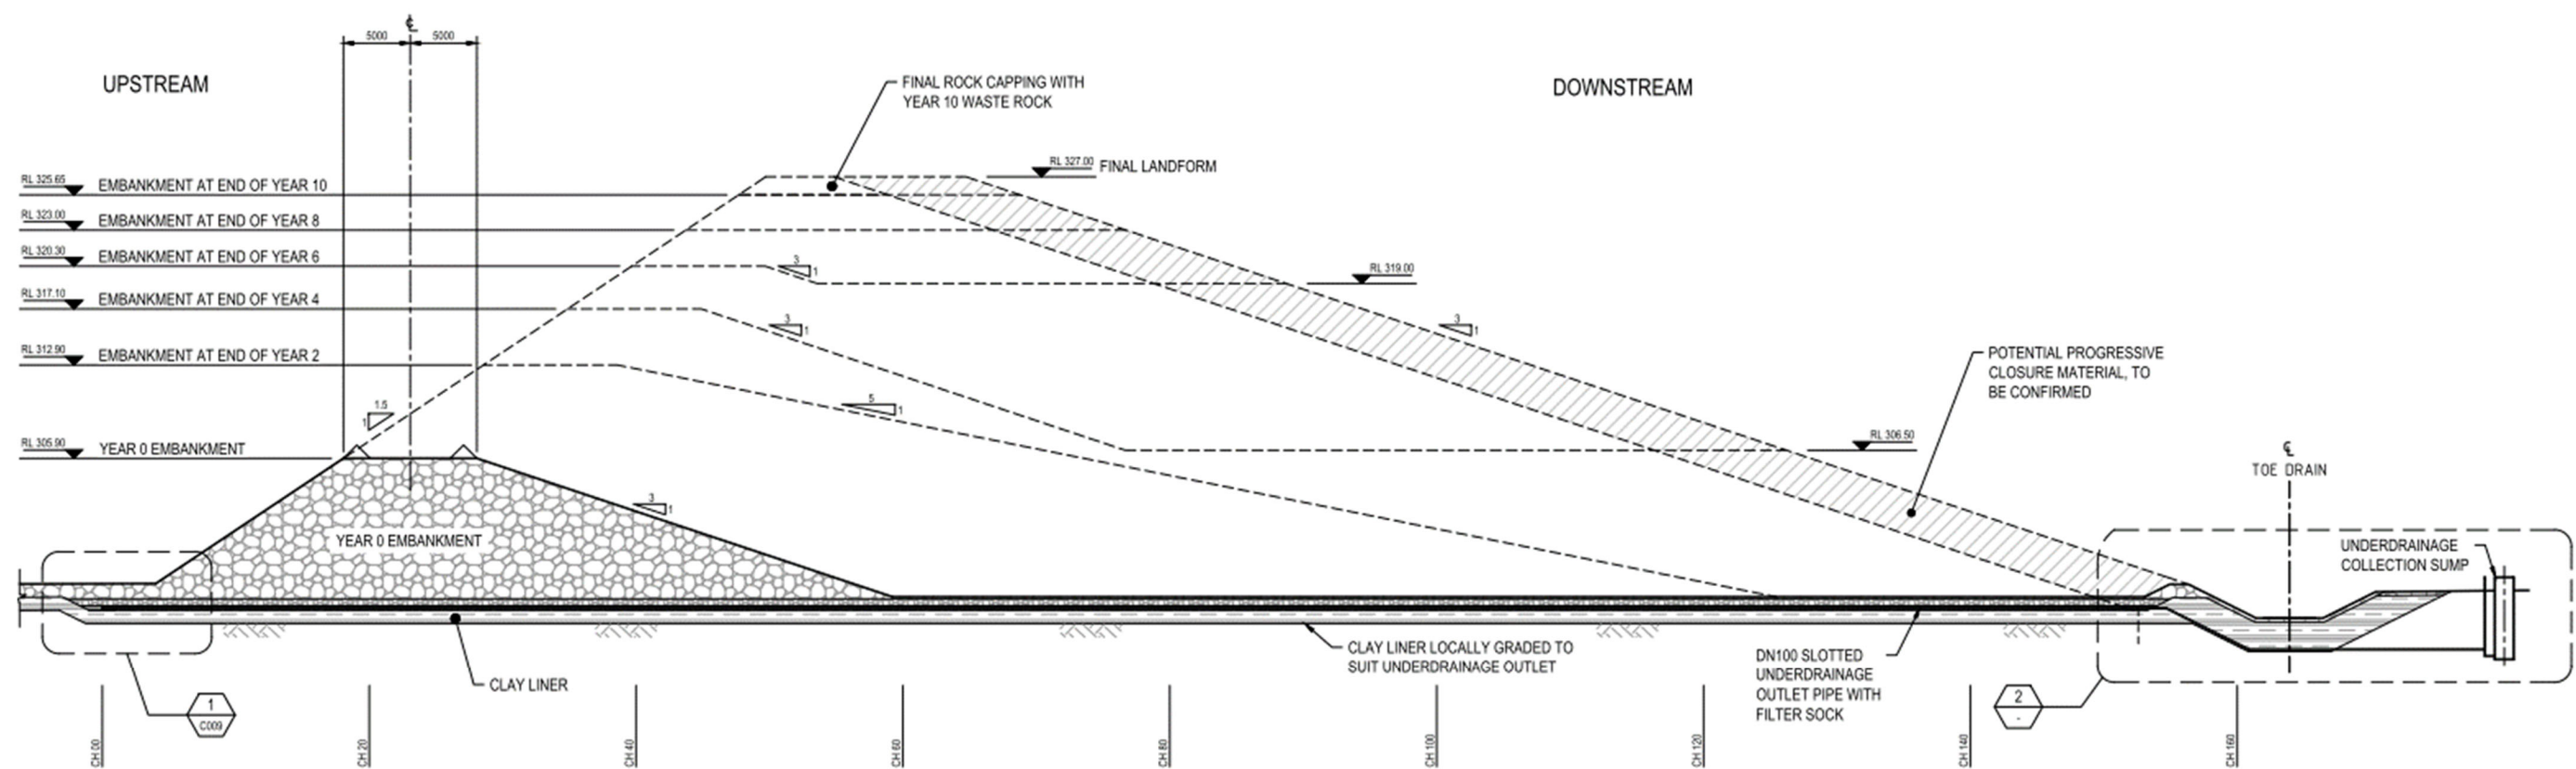 ℄
5000
5000
UPSTREAM
DOWNSTREAM
FINAL ROCK CAPPING WITH
YEAR 10 WASTE ROCK
RL 327.00
FINAL LANDFORM
RL 325.65
EMBANKMENT AT END OF YEAR 10
RL 323.00
EMBANKMENT AT END OF YEAR 8
RL 320.30
EMBANKMENT AT END OF YEAR 6
3
1
RL 319.00
RL 317.10
EMBANKMENT AT END OF YEAR 4
3
1
3
1
RL 312.90
EMBANKMENT AT END OF YEAR 2
POTENTIAL PROGRESSIVE
CLOSURE MATERIAL, TO
BE CONFIRMED
1.5
1
5
1
RL 305.90
YEAR 0 EMBANKMENT
RL 306.50
℄
TOE DRAIN
3
1
YEAR 0 EMBANKMENT
UNDERDRAINAGE
COLLECTION SUMP
CLAY LINER LOCALLY GRADED TO
SUIT UNDERDRAINAGE OUTLET
DN100 SLOTTED
UNDERDRAINAGE
OUTLET PIPE WITH
FILTER SOCK
CLAY LINER
1
C009
2
-
CH 00
CH 20
CH 40
CH 60
CH 80
CH 100
CH 120
CH 140
CH 160